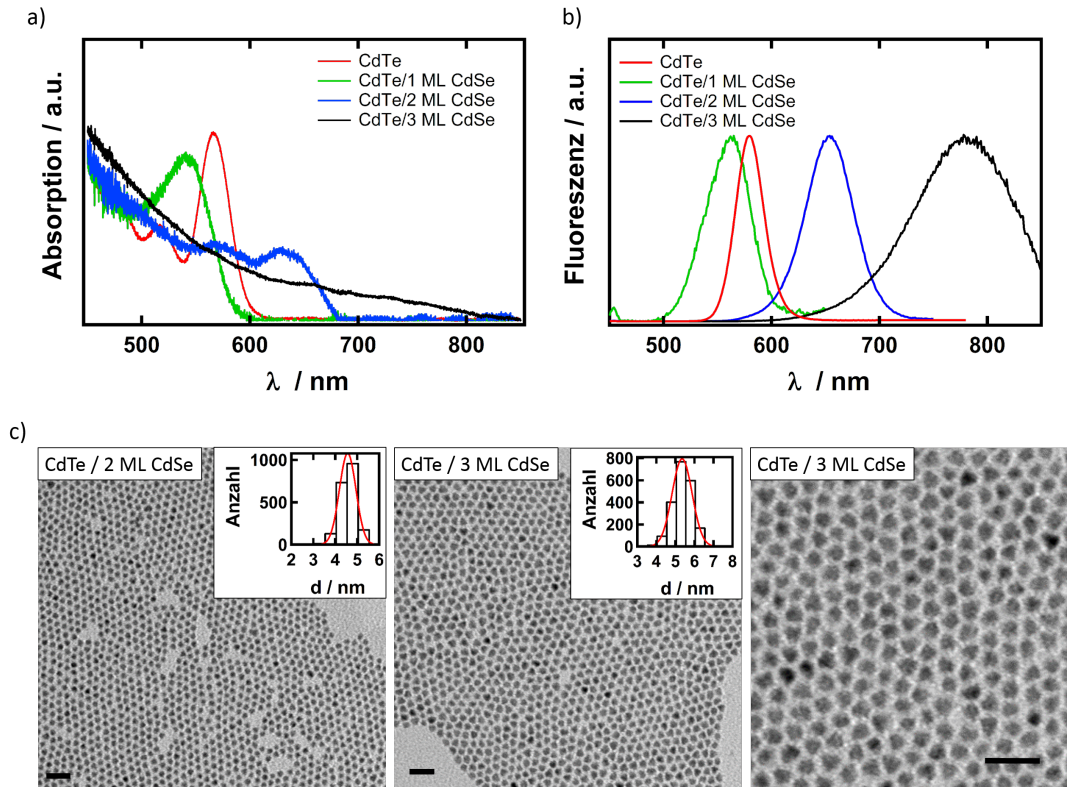 a)
CdTe
CdTe/1 ML CdSe
CdTe/2 ML CdSe
CdTe/3 ML CdSe
Absorption / a.u.
500 600 700 800
λ / nm
b)
CdTe
CdTe/1 ML CdSe
CdTe/2 ML CdSe
CdTe/3 ML CdSe
Fluoreszenz / a.u.
500 600 700 800
λ / nm
c)
CdTe / 2 ML CdSe
Anzahl
1000
500
0
2 3 4 5 6
d / nm
CdTe / 3 ML CdSe
Anzahl
800
600
400
200
0
2 3 4 5 6 7 8
d / nm
CdTe / 3 ML CdSe